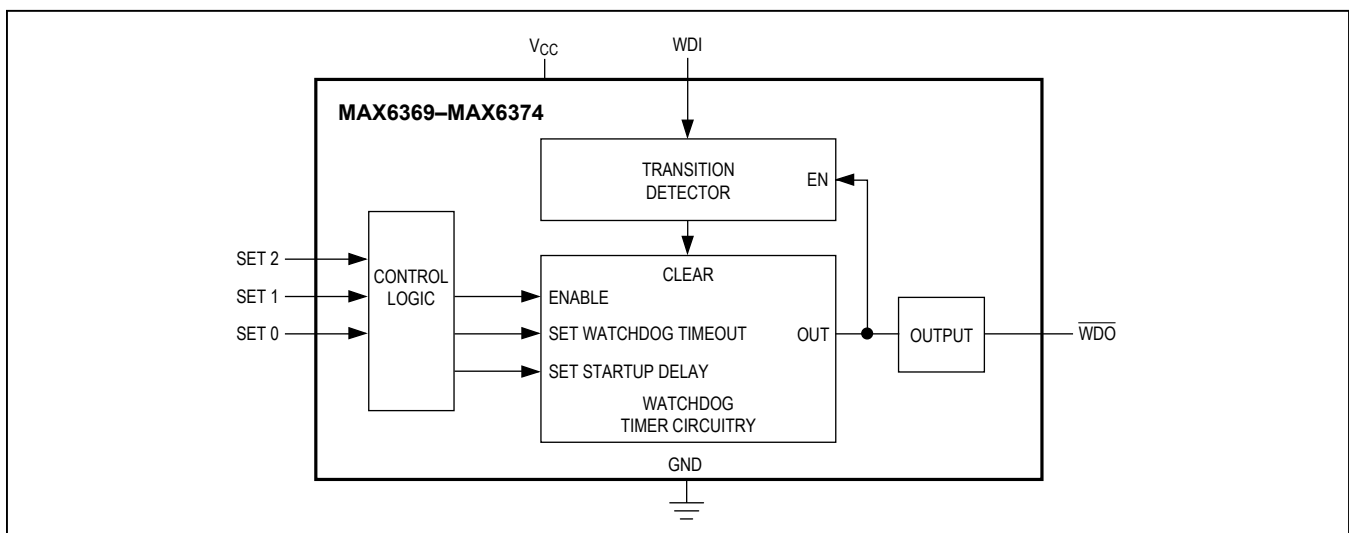 VCC
WDI
MAX6369–MAX6374
TRANSITION
DETECTOR
EN
SET 2
SET 1
SET 0
CONTROL
LOGIC
CLEAR
ENABLE
SET WATCHDOG TIMEOUT
SET STARTUP DELAY
OUT
WATCHDOG
TIMER CIRCUITRY
OUTPUT
W̅D̅O̅
GND